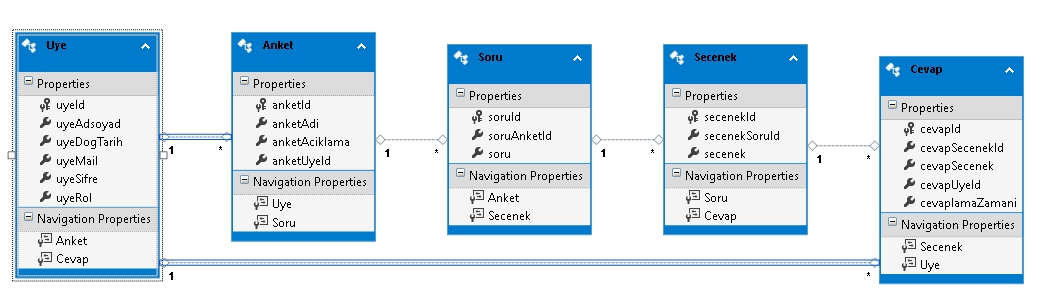 Uye
Properties
uyeId
uyeAdsoyad
uyeDogTarih
uyeMail
uyeSifre
uyeRol
Navigation Properties
Anket
Cevap
1
*
1
*
Anket
Properties
anketId
anketAdi
anketAciklama
anketUyeId
Navigation Properties
Uye
Soru
1
*
Soru
Properties
soruId
soruAnketId
soru
Navigation Properties
Anket
Secenek
1
*
Secenek
Properties
secenekId
secenekSoruId
secenek
Navigation Properties
Soru
Cevap
1
*
Cevap
Properties
cevapId
cevapSecenekId
cevapSecenek
cevapUyeId
cevaplamaZamani
Navigation Properties
Secenek
Uye